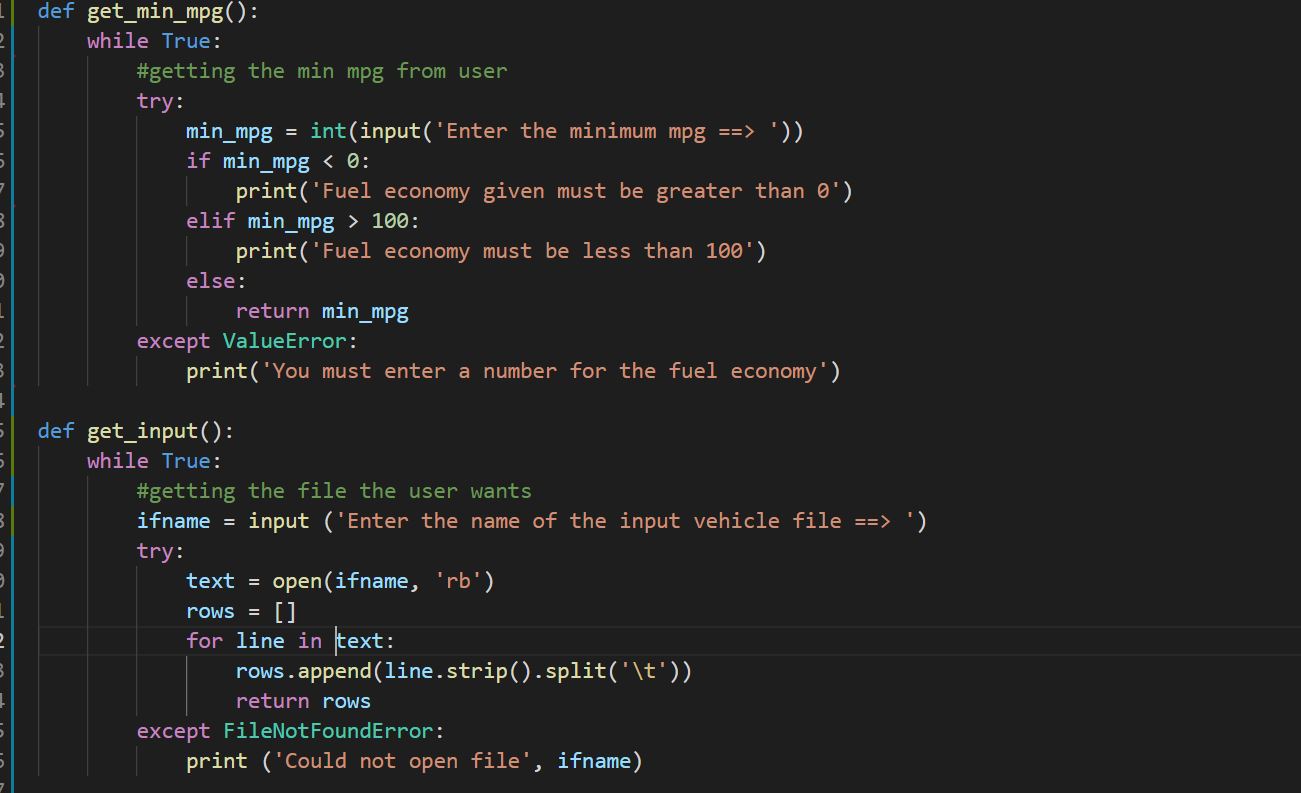 def get_min_mpg():
    while True:
        #getting the min mpg from user
        try:
            min_mpg = int(input('Enter the minimum mpg ==> '))
            if min_mpg < 0:
                print('Fuel economy given must be greater than 0')
            elif min_mpg > 100:
                print('Fuel economy must be less than 100')
            else:
                return min_mpg
        except ValueError:
            print('You must enter a number for the fuel economy')

def get_input():
    while True:
        #getting the file the user wants
        ifname = input ('Enter the name of the input vehicle file ==> ')
        try:
            text = open(ifname, 'rb')
            rows = []
            for line in text:
                rows.append(line.strip().split('\t'))
                return rows
        except FileNotFoundError:
            print ('Could not open file', ifname)